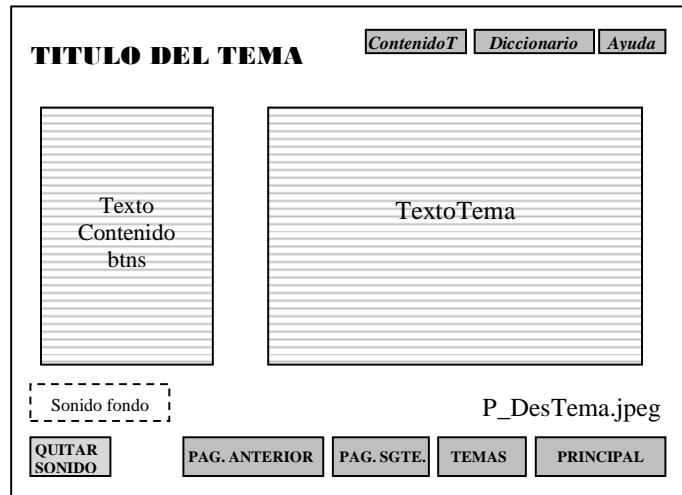 TITULO DEL TEMA
ContenidoT
Diccionario
Ayuda
Texto
Contenido
btns
TextoTema
Sonido fondo
P_DesTema.jpeg
QUITAR
SONIDO
PAG. ANTERIOR
PAG. SGTE.
TEMAS
PRINCIPAL